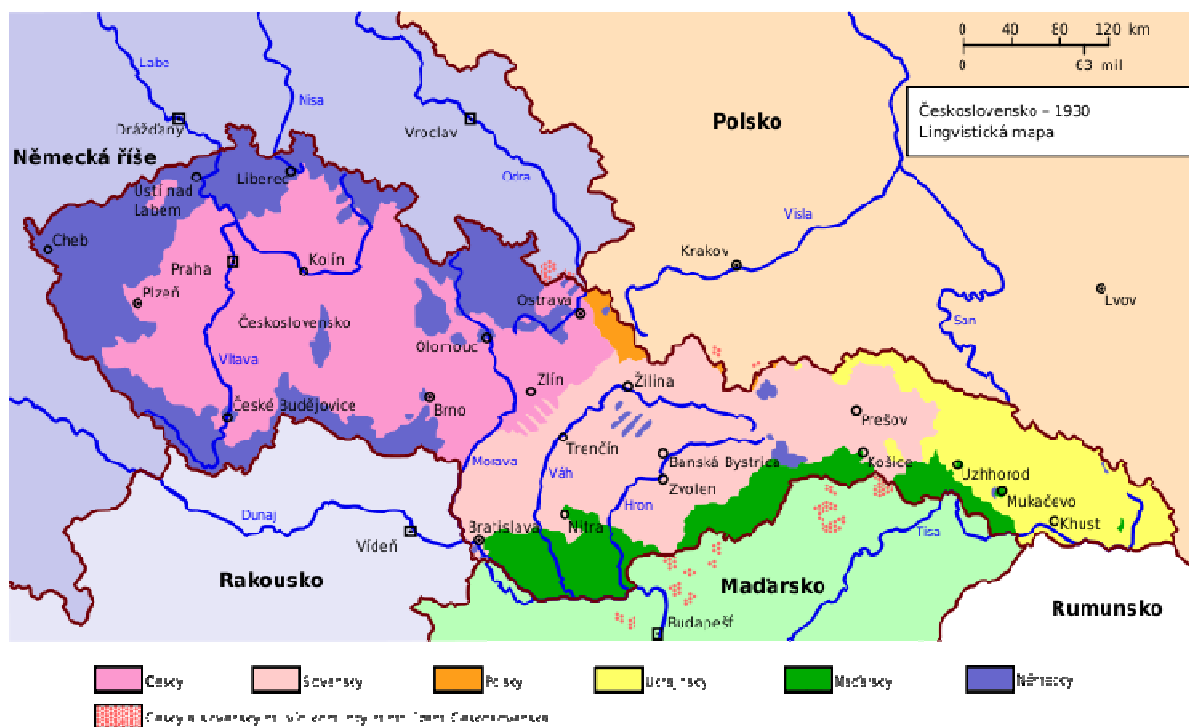 0 40 80 120 km
0 63 mil
Československo – 1930
Lingvistická mapa
Labe
Nisa
Drážďany
Vroclav
Polsko
Německá říše
Odra
Liberec
Ústí nad
Labem
Visla
Cheb
Praha
Kolín
Krakov
Plzeň
Ostrava
Lvov
Československo
San
Olomouc
Vltava
Zlín
Žilina
České Budějovice
Brno
Prešov
Trenčín
Morava
Váh
Banská Bystrica
Košice
Zvolen
Uzhhorod
Mukačevo
Hron
Dunaj
Nitra
Khust
Bratislava
Tisa
Vídeň
Rakousko
Maďarsko
Rumunsko
Budapešť
Česky
Slovensky
Polsky
Ukrajinsky
Maďarsky
Německy